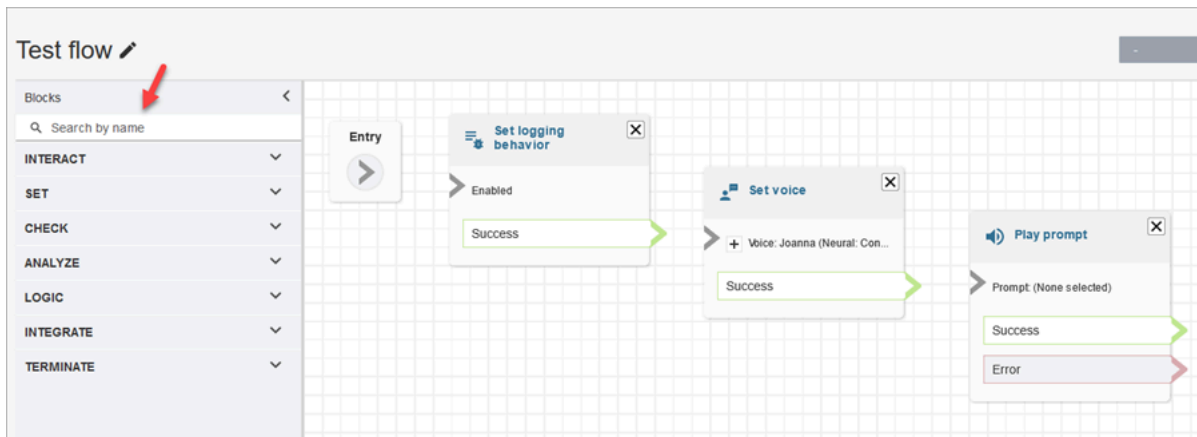 Test flow
Blocks
Search by name
INTERACT
SET
CHECK
ANALYZE
LOGIC
INTEGRATE
TERMINATE
Entry
Set logging
behavior
Enabled
Success
Set voice
Voice: Joanna (Neural: Con...
Success
Play prompt
Prompt: (None selected)
Success
Error